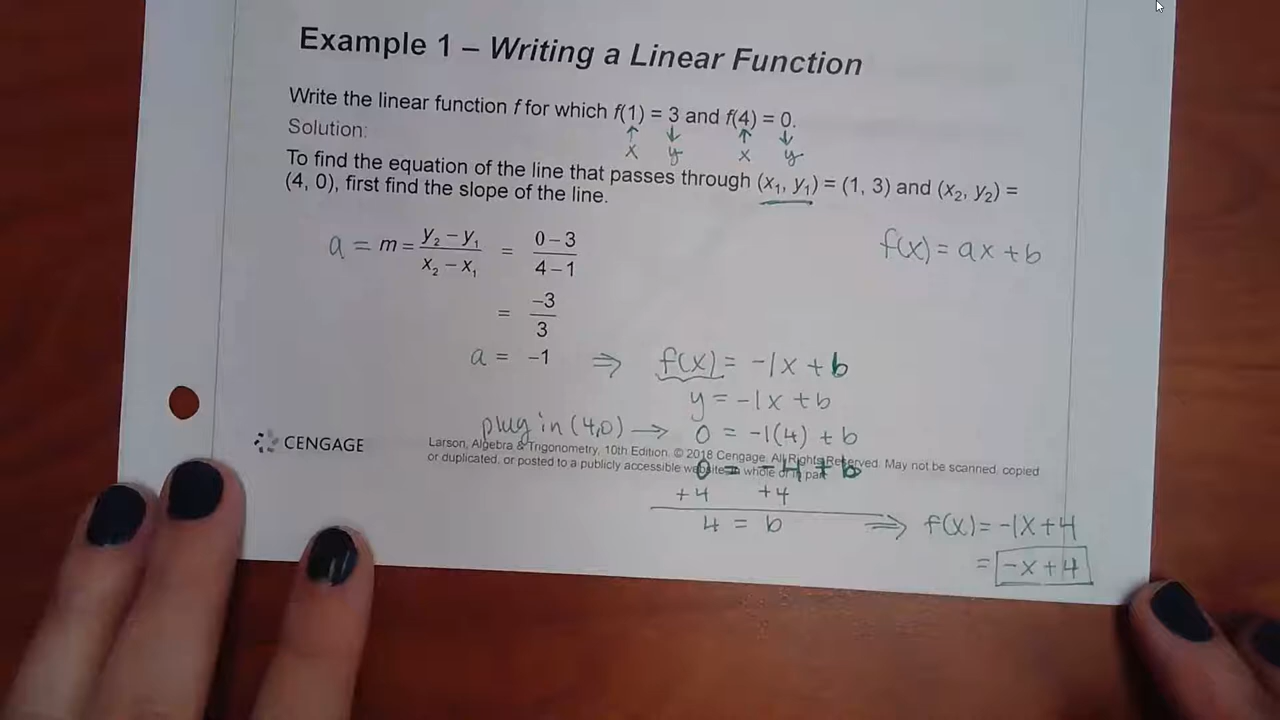 Example 1 – Writing a Linear Function
Write the linear function f for which f(1) = 3 and f(4) = 0.
↑ ↓ ↑ ↓
Solution:
x y x y
To find the equation of the line that passes through (x₁, y₁) = (1, 3) and (x₂, y₂) =
(4, 0), first find the slope of the line.
a = m = y₂ – y₁ / x₂ – x₁ = 0 – 3 / 4 – 1
f(x) = ax + b
= –3 / 3
a = –1 ⇒ f(x) = -1x + b
y = -1x + b
plug in (4,0) → 0 = -1(4) + b
CENGAGE
Larson, Algebra & Trigonometry, 10th Edition. © 2018 Cengage. All Rights Reserved. May not be scanned, copied
or duplicated, or posted to a publicly accessible website, in whole or in part.
0 = -4 + b
+4 +4
4 = b ⇒ f(x) = -1x + 4
= -x + 4